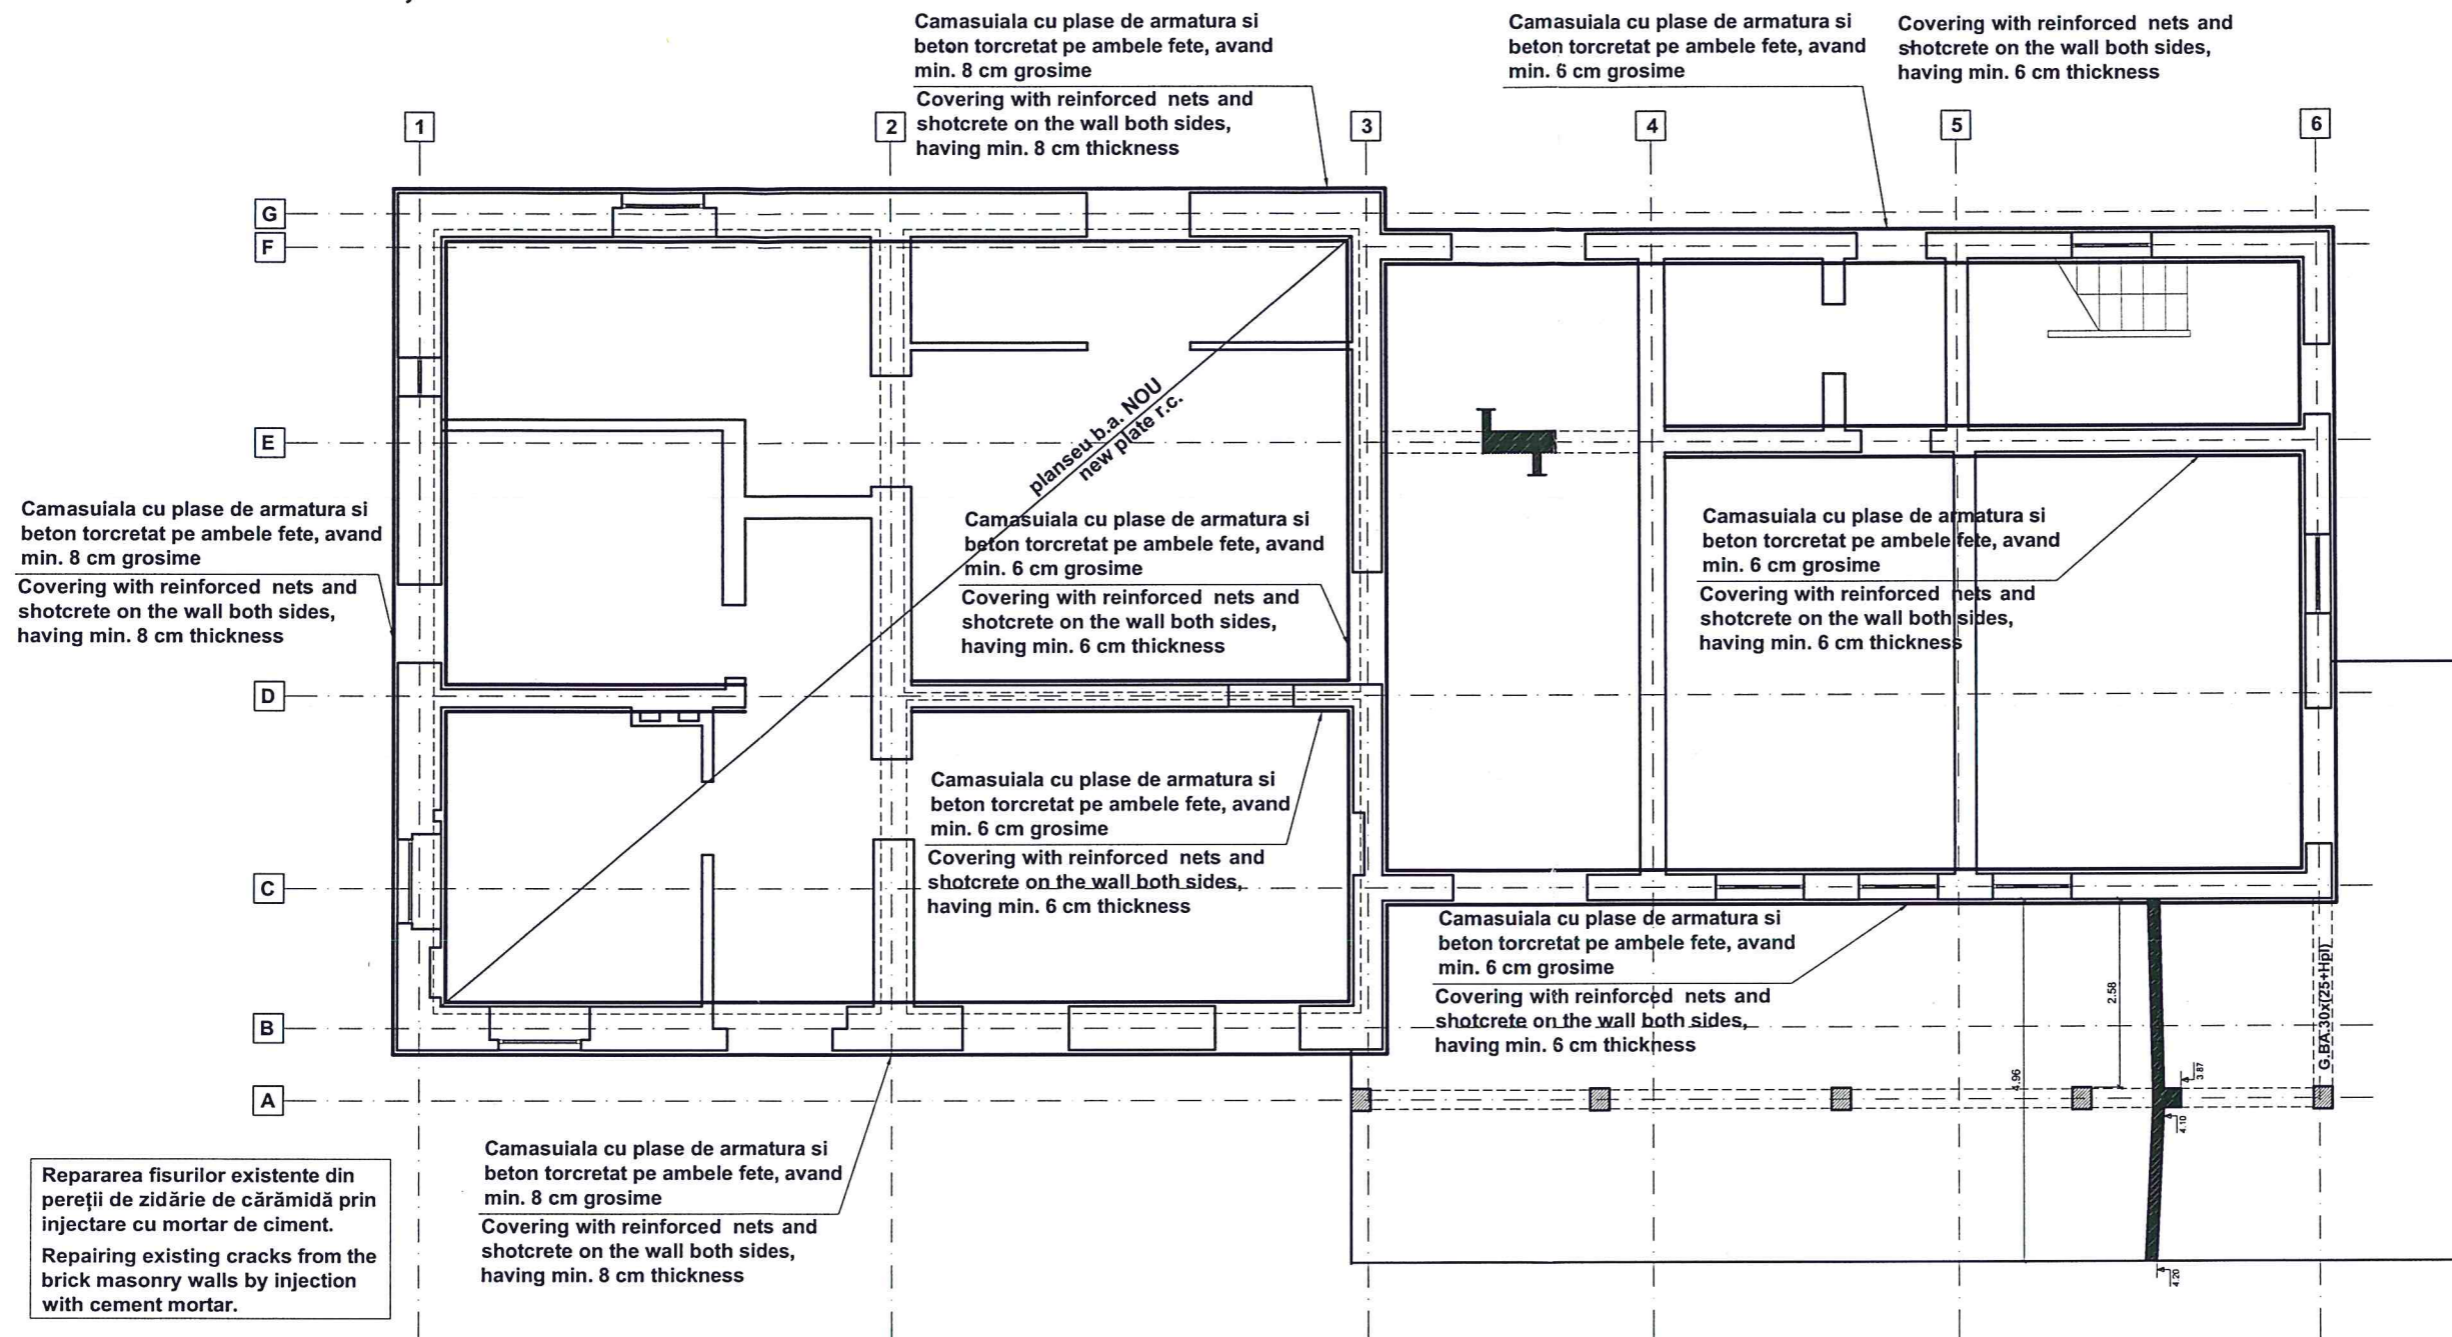 Camasuiala cu plase de armatura si
beton torcretat pe ambele fete, avand
min. 8 cm grosime
Covering with reinforced nets and
shotcrete on the wall both sides,
having min. 8 cm thickness
Camasuiala cu plase de armatura si
beton torcretat pe ambele fete, avand
min. 6 cm grosime
Covering with reinforced nets and
shotcrete on the wall both sides,
having min. 6 cm thickness
1
2
3
4
5
6
G
F
E
D
C
B
A
planseu b.a. NOU
new plate r.c.
Camasuiala cu plase de armatura si
beton torcretat pe ambele fete, avand
min. 8 cm grosime
Covering with reinforced nets and
shotcrete on the wall both sides,
having min. 8 cm thickness
Camasuiala cu plase de armatura si
beton torcretat pe ambele fete, avand
min. 6 cm grosime
Covering with reinforced nets and
shotcrete on the wall both sides,
having min. 6 cm thickness
Camasuiala cu plase de armatura si
beton torcretat pe ambele fete, avand
min. 6 cm grosime
Covering with reinforced nets and
shotcrete on the wall both sides,
having min. 6 cm thickness
Camasuiala cu plase de armatura si
beton torcretat pe ambele fete, avand
min. 6 cm grosime
Covering with reinforced nets and
shotcrete on the wall both sides,
having min. 6 cm thickness
Camasuiala cu plase de armatura si
beton torcretat pe ambele fete, avand
min. 6 cm grosime
Covering with reinforced nets and
shotcrete on the wall both sides,
having min. 6 cm thickness
2.58
4.96
G.BA.30x(25+Hpl)
3.87
4.10
4.20
Camasuiala cu plase de armatura si
beton torcretat pe ambele fete, avand
min. 8 cm grosime
Covering with reinforced nets and
shotcrete on the wall both sides,
having min. 8 cm thickness
Repararea fisurilor existente din
pereții de zidărie de cărămidă prin
injectare cu mortar de ciment.
Repairing existing cracks from the
brick masonry walls by injection
with cement mortar.